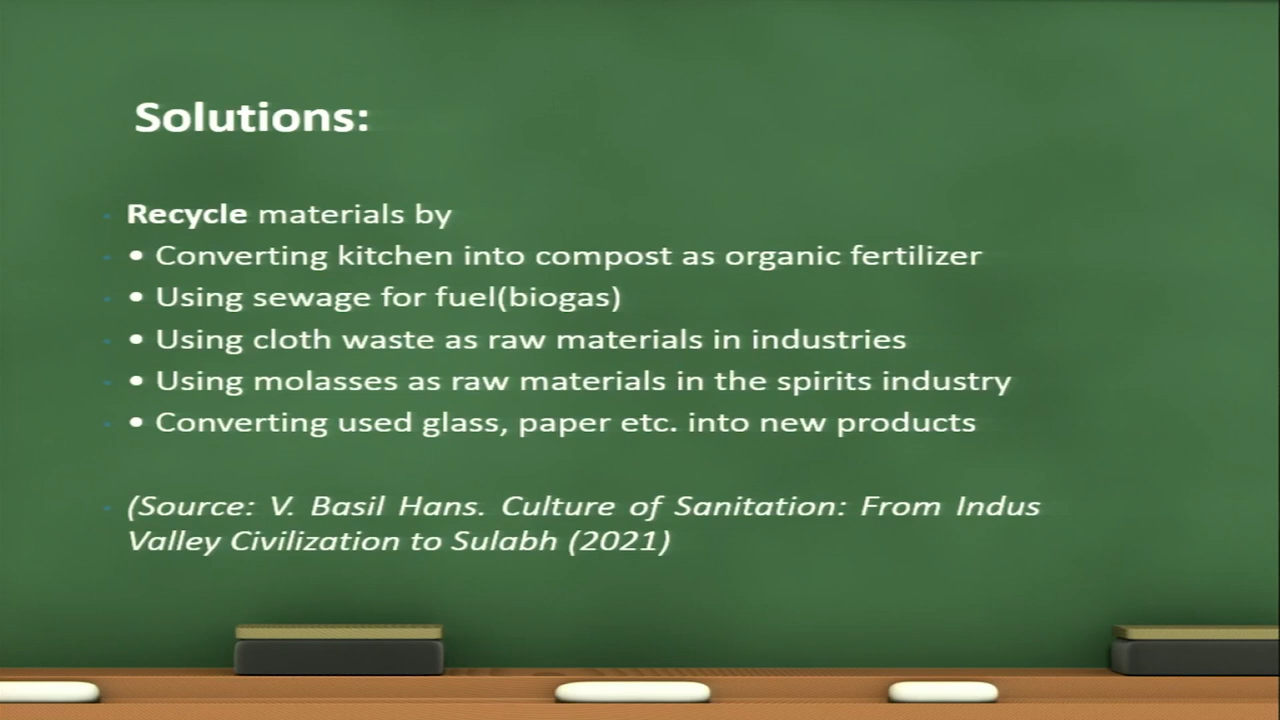 Solutions:
Recycle materials by
• Converting kitchen into compost as organic fertilizer
• Using sewage for fuel(biogas)
• Using cloth waste as raw materials in industries
• Using molasses as raw materials in the spirits industry
• Converting used glass, paper etc. into new products
(Source: V. Basil Hans. Culture of Sanitation: From Indus
Valley Civilization to Sulabh (2021)